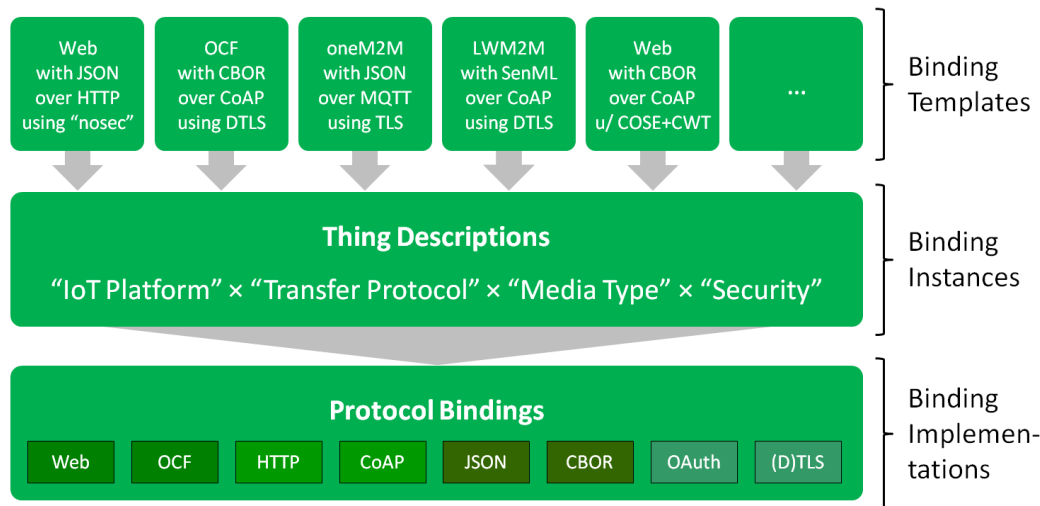 Web
with JSON
over HTTP
using “nosec”
OCF
with CBOR
over CoAP
using DTLS
oneM2M
with JSON
over MQTT
using TLS
LWM2M
with SenML
over CoAP
using DTLS
Web
with CBOR
over CoAP
u/ COSE+CWT
...
Binding
Templates
Thing Descriptions
“IoT Platform” × “Transfer Protocol” × “Media Type” × “Security”
Binding
Instances
Protocol Bindings
Web
OCF
HTTP
CoAP
JSON
CBOR
OAuth
(D)TLS
Binding
Implemen-
tations